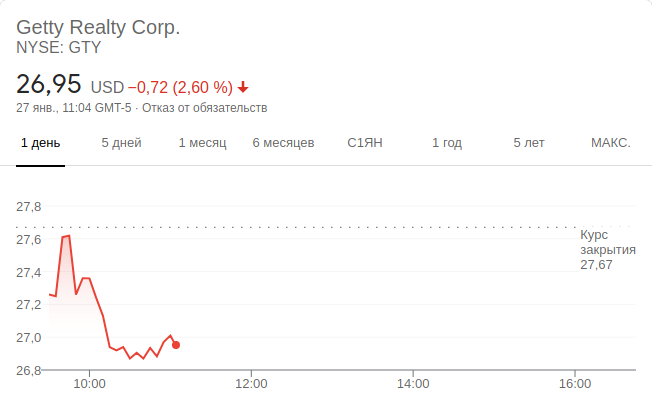 Getty Realty Corp.
NYSE: GTY
26,95 USD −0,72 (2,60 %)
27 янв., 11:04 GMT-5 · Отказ от обязательств
1 день 5 дней 1 месяц 6 месяцев С1ЯН 1 год 5 лет МАКС.
27,8
27,6
27,4
27,2
27,0
26,8
Курс
закрытия
27,67
10:00 12:00 14:00 16:00